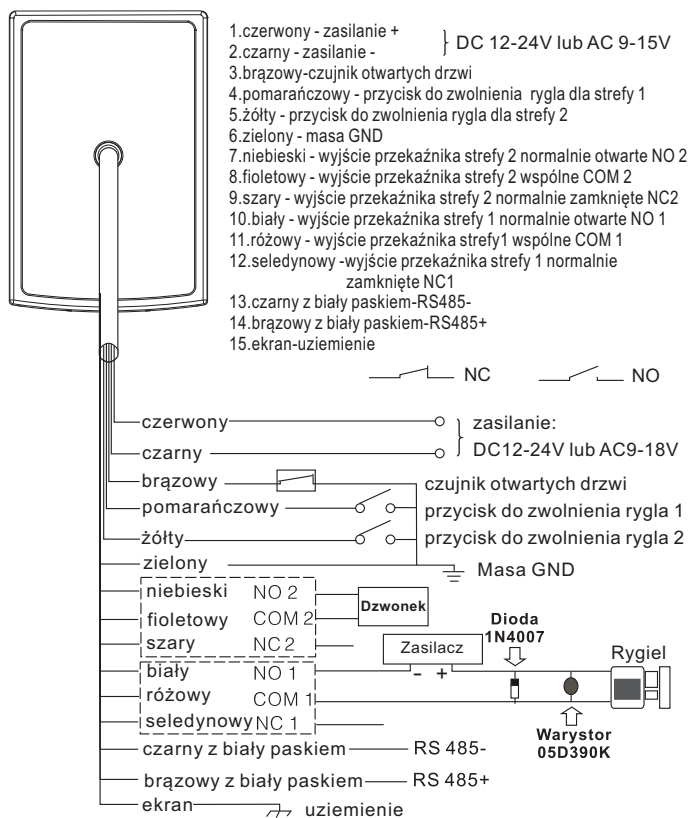 1.czerwony - zasilanie +
2.czarny - zasilanie -
DC 12-24V lub AC 9-15V
3.brązowy-czujnik otwartych drzwi
4.pomarańczowy - przycisk do zwolnienia rygla dla strefy 1
5.żółty - przycisk do zwolnienia rygla dla strefy 2
6.zielony - masa GND
7.niebieski - wyjście przekaźnika strefy 2 normalnie otwarte NO 2
8.fioletowy - wyjście przekaźnika strefy 2 wspólne COM 2
9.szary - wyjście przekaźnika strefy 2 normalnie zamknięte NC2
10.biały - wyjście przekaźnika strefy 1 normalnie otwarte NO 1
11.różowy - wyjście przekaźnika strefy1 wspólne COM 1
12.seledynowy -wyjście przekaźnika strefy 1 normalnie
zamknięte NC1
13.czarny z biały paskiem-RS485-
14.brązowy z biały paskiem-RS485+
15.ekran-uziemienie
NC NO
czerwony zasilanie:
czarny DC12-24V lub AC9-18V
brązowy czujnik otwartych drzwi
pomarańczowy przycisk do zwolnienia rygla 1
żółty przycisk do zwolnienia rygla 2
zielony Masa GND
niebieski NO 2
fioletowy COM 2
szary NC 2
Dzwonek
Dioda
1N4007
Zasilacz
- +
Rygiel
biały NO 1
różowy COM 1
seledynowy NC 1
Warystor
05D390K
czarny z biały paskiem RS 485-
brązowy z biały paskiem RS 485+
ekran uziemienie